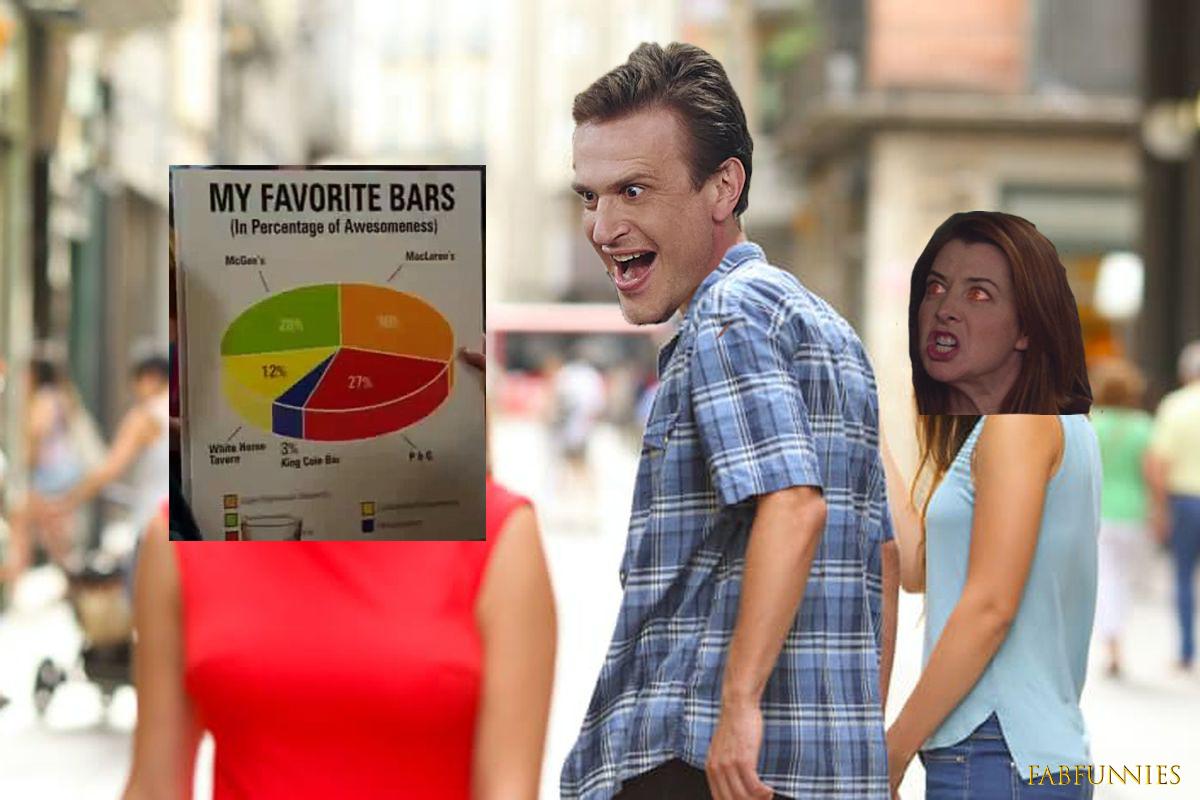 MY FAVORITE BARS
(In Percentage of Awesomeness)
McGee's
MacLaren's
28%
12%
27%
White Horse
Tavern
3%
King Cole Bar
P & G
FABFUNNIES